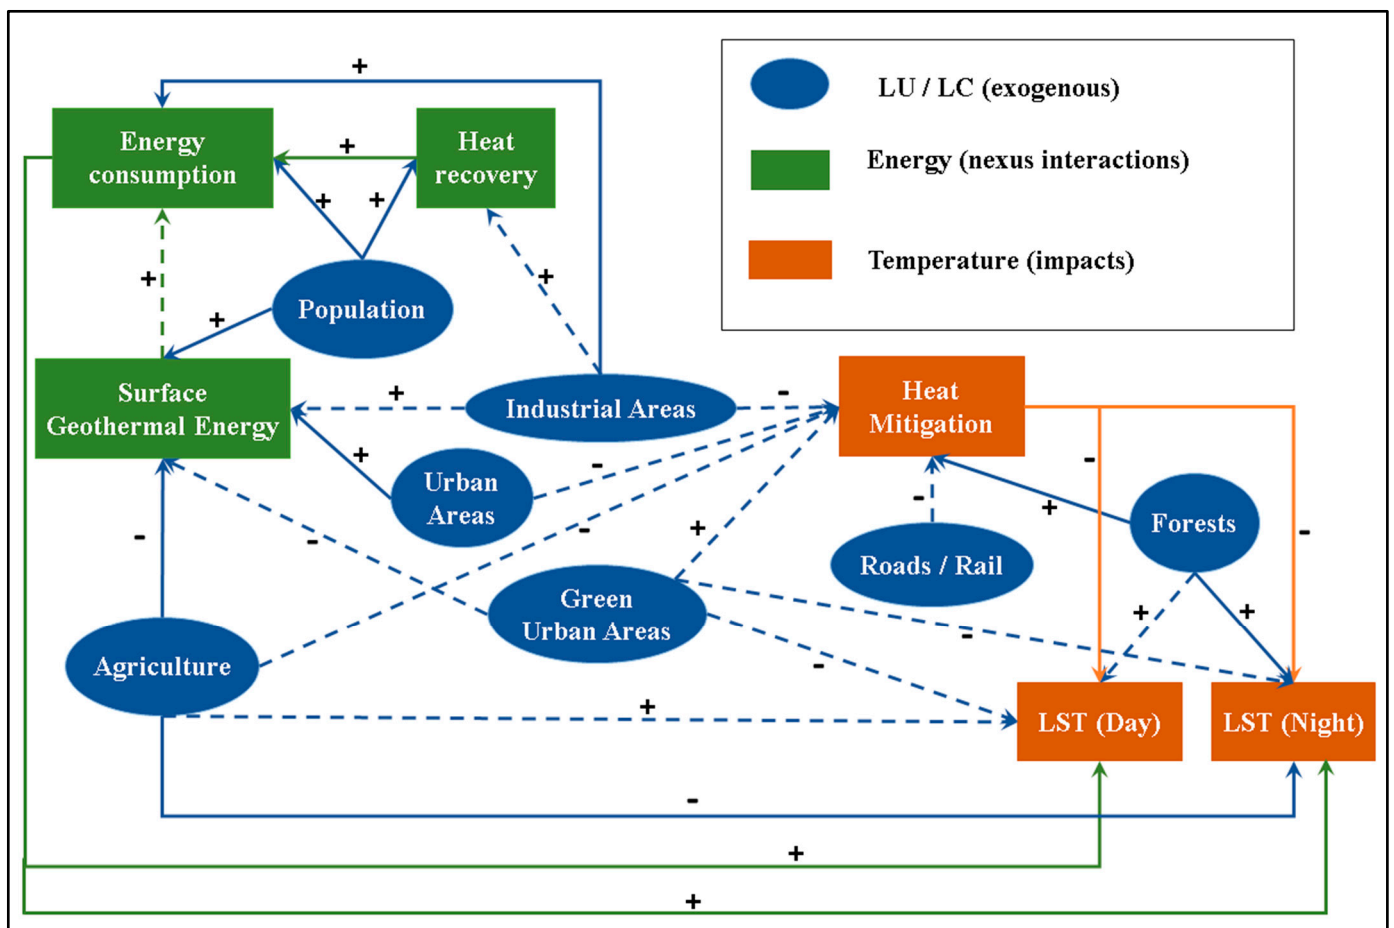 +
LU / LC (exogenous)
Energy
consumption
+
Heat
recovery
Energy (nexus interactions)
+
+
Temperature (impacts)
+
+
Population
+
Surface
Geothermal Energy
+
Industrial Areas
-
Heat
Mitigation
+
Urban
Areas
-
-
-
+
Forests
-
-
-
-
+
Roads / Rail
Green
Urban Areas
+
+
-
Agriculture
-
+
LST (Day)
LST (Night)
-
+
+